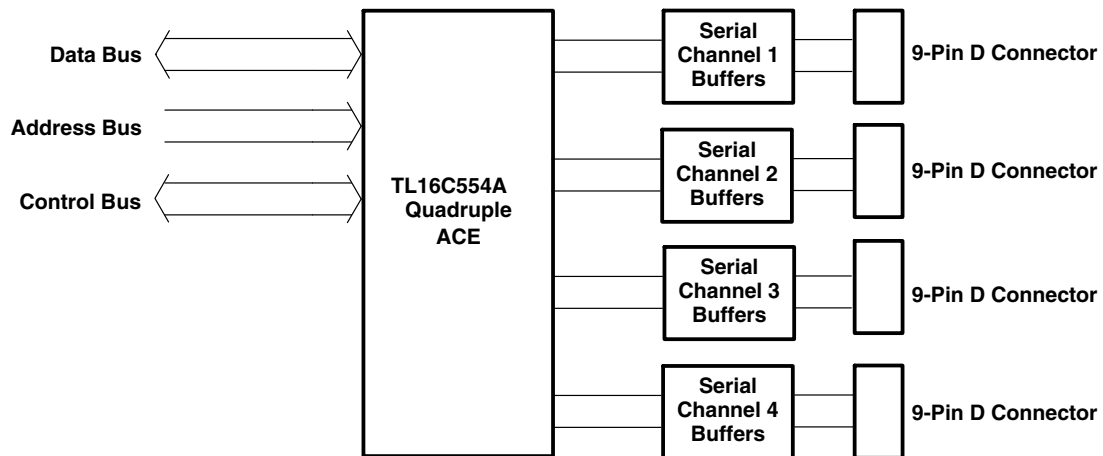 Data Bus
Address Bus
Control Bus
TL16C554A
Quadruple
ACE
Serial
Channel 1
Buffers
9-Pin D Connector
Serial
Channel 2
Buffers
9-Pin D Connector
Serial
Channel 3
Buffers
9-Pin D Connector
Serial
Channel 4
Buffers
9-Pin D Connector